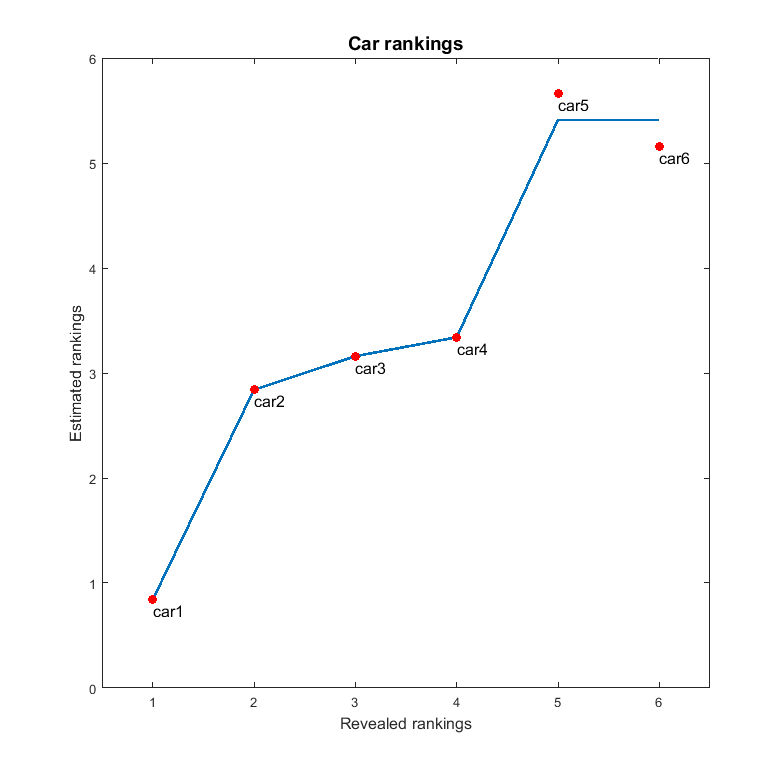 Car rankings
6
5
4
3
2
1
0
Estimated rankings
car5
car6
car4
car3
car2
car1
1 2 3 4 5 6
Revealed rankings